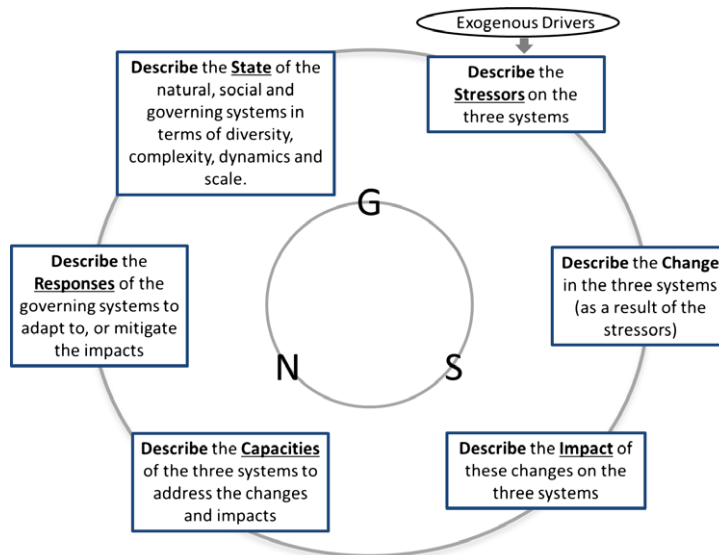 Exogenous Drivers
Describe the State of the
natural, social and
governing systems in
terms of diversity,
complexity, dynamics and
scale.
Describe the
Stressors on the
three systems
G
Describe the
Responses of the
governing systems to
adapt to, or mitigate
the impacts
Describe the Change
in the three systems
(as a result of the
stressors)
N
S
Describe the Capacities
of the three systems to
address the changes
and impacts
Describe the Impact of
these changes on the
three systems